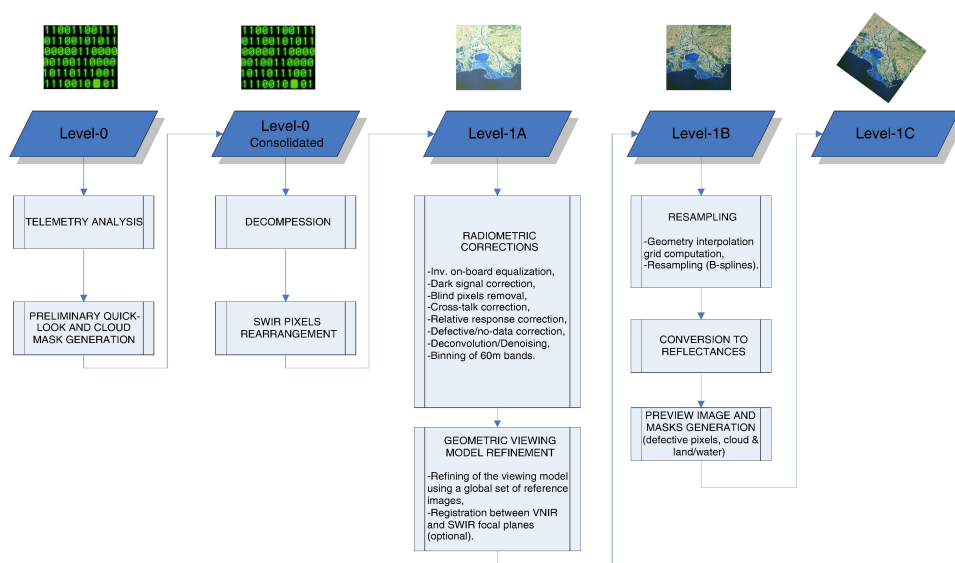 Level-0
TELEMETRY ANALYSIS
PRELIMINARY QUICK-
LOOK AND CLOUD
MASK GENERATION
Level-0
Consolidated
DECOMPESSION
SWIR PIXELS
REARRANGEMENT
Level-1A
RADIOMETRIC
CORRECTIONS
-Inv. on-board equalization,
-Dark signal correction,
-Blind pixels removal,
-Cross-talk correction,
-Relative response correction,
-Defective/no-data correction,
-Deconvolution/Denoising,
-Binning of 60m bands.
GEOMETRIC VIEWING
MODEL REFINEMENT
-Refining of the viewing model
using a global set of reference
images,
-Registration between VNIR
and SWIR focal planes
(optional).
Level-1B
RESAMPLING
-Geometry interpolation
grid computation,
-Resampling (B-splines).
CONVERSION TO
REFLECTANCES
PREVIEW IMAGE AND
MASKS GENERATION
(defective pixels, cloud &
land/water)
Level-1C